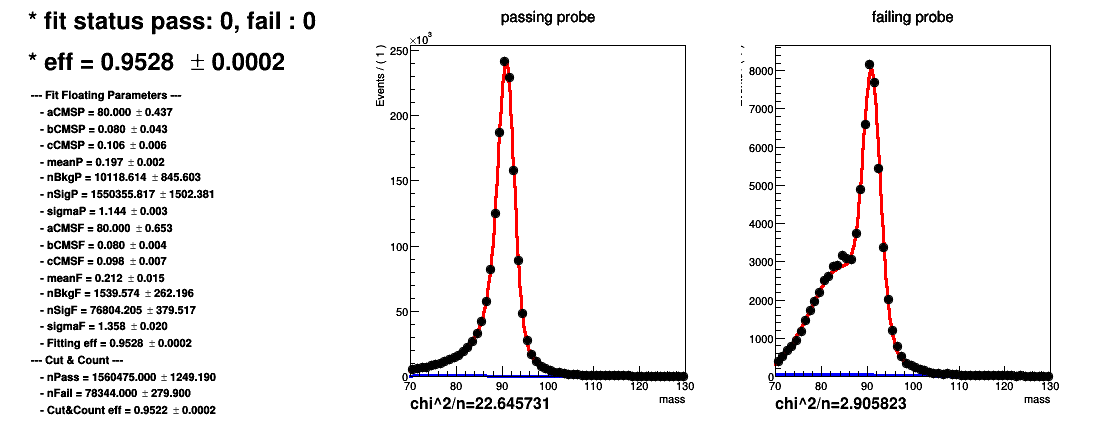 * fit status pass: 0, fail : 0
* eff = 0.9528 ± 0.0002
--- Fit Floating Parameters ---
- aCMSP = 80.000 ± 0.437
- bCMSP = 0.080 ± 0.043
- cCMSP = 0.106 ± 0.006
- meanP = 0.197 ± 0.002
- nBkgP = 10118.614 ± 845.603
- nSigP = 1550355.817 ± 1502.381
- sigmaP = 1.144 ± 0.003
- aCMSF = 80.000 ± 0.653
- bCMSF = 0.080 ± 0.004
- cCMSF = 0.098 ± 0.007
- meanF = 0.212 ± 0.015
- nBkgF = 1539.574 ± 262.196
- nSigF = 76804.205 ± 379.517
- sigmaF = 1.358 ± 0.020
- Fitting eff = 0.9528 ± 0.0002
--- Cut & Count ---
- nPass = 1560475.000 ± 1249.190
- nFail = 78344.000 ± 279.900
- Cut&Count eff = 0.9522 ± 0.0002
passing probe
×10³
Events / ( 1 )
250
200
150
100
50
0
70 80 90 100 110 120 130
mass
chi^2/n=22.645731
failing probe
8000
7000
6000
5000
4000
3000
2000
1000
0
70 80 90 100 110 120 130
mass
chi^2/n=2.905823